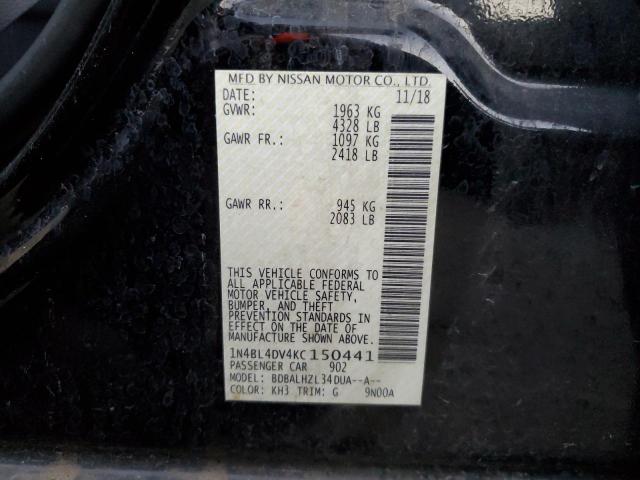 MFD BY NISSAN MOTOR CO., LTD.
DATE: 11/18
GVWR: 1963 KG
4328 LB
GAWR FR.: 1097 KG
2418 LB
GAWR RR.: 945 KG
2083 LB
THIS VEHICLE CONFORMS TO
ALL APPLICABLE FEDERAL
MOTOR VEHICLE SAFETY,
BUMPER, AND THEFT
PREVENTION STANDARDS IN
EFFECT ON THE DATE OF
MANUFACTURE SHOWN ABOVE.
1N4BL4DV4KC150441
PASSENGER CAR 902
MODEL: BDBALHZL34DUA--A--
COLOR: KH3 TRIM: G 9N00A